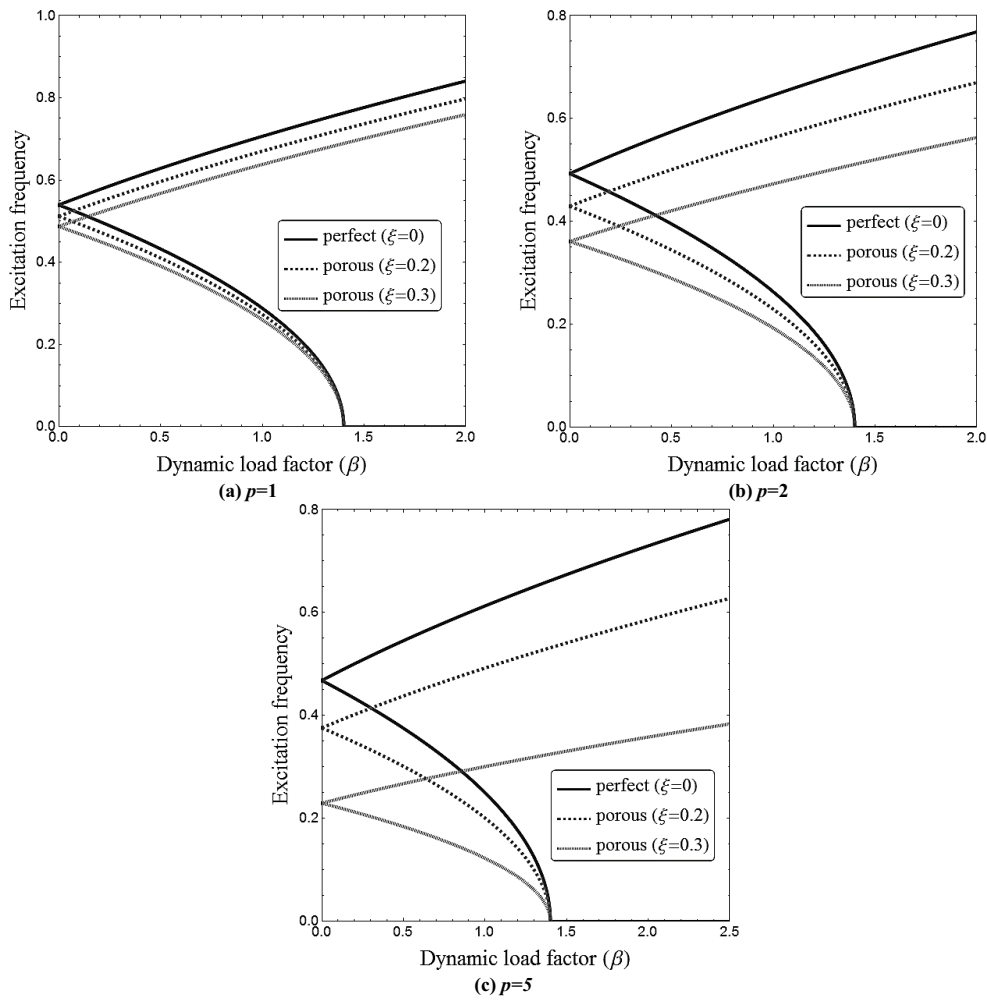 1.0
0.8
0.6
0.4
0.2
0.0
Excitation frequency
perfect (ξ=0)
porous (ξ=0.2)
porous (ξ=0.3)
0.0 0.5 1.0 1.5 2.0
Dynamic load factor (β)
(a) p=1
0.8
0.6
0.4
0.2
0.0
Excitation frequency
perfect (ξ=0)
porous (ξ=0.2)
porous (ξ=0.3)
0.0 0.5 1.0 1.5 2.0
Dynamic load factor (β)
(b) p=2
0.8
0.6
0.4
0.2
0.0
Excitation frequency
perfect (ξ=0)
porous (ξ=0.2)
porous (ξ=0.3)
0.0 0.5 1.0 1.5 2.0 2.5
Dynamic load factor (β)
(c) p=5